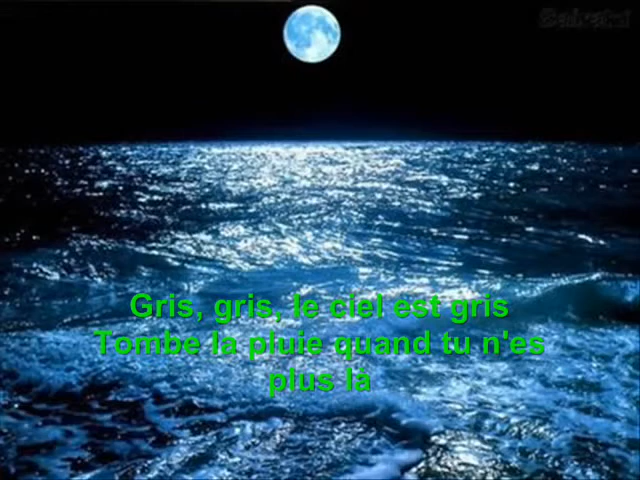 Gris, gris, le ciel est gris
Tombe la pluie quand tu n'es
plus là